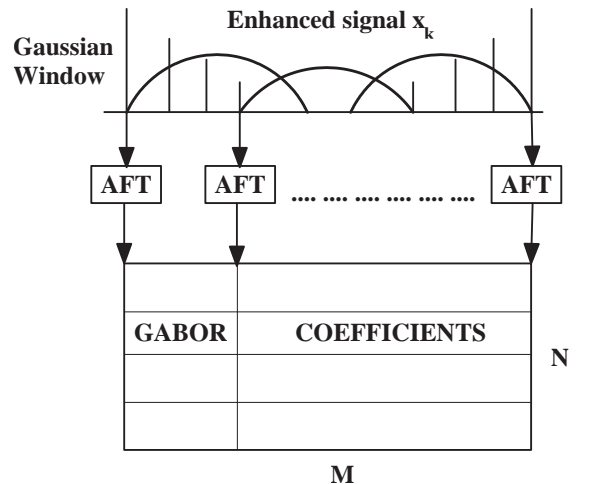 Enhanced signal x_k
Gaussian
Window
AFT AFT .... .... .... .... .... .... AFT
GABOR COEFFICIENTS
N
M